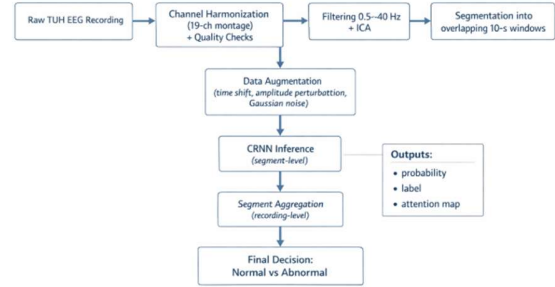 Raw TUH EEG Recording
Channel Harmonization
(19-ch montage)
+ Quality Checks
Filtering 0.5--40 Hz
+ ICA
Segmentation into
overlapping 10-s windows
Data Augmentation
(time shift, amplitude perturbattion,
Gaussian noise)
CRNN Inference
(segment-level)
Outputs:
• probability
• label
• attention map
Segment Aggregation
(recording-level)
Final Decision:
Normal vs Abnormal